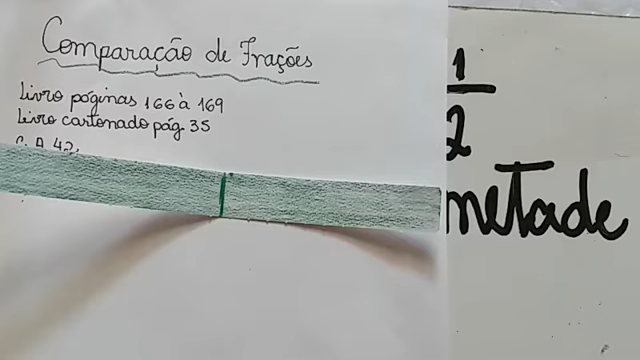 Comparação de Frações
Livro páginas 166 à 169
Livro cartonado pág. 35
1
2
metade